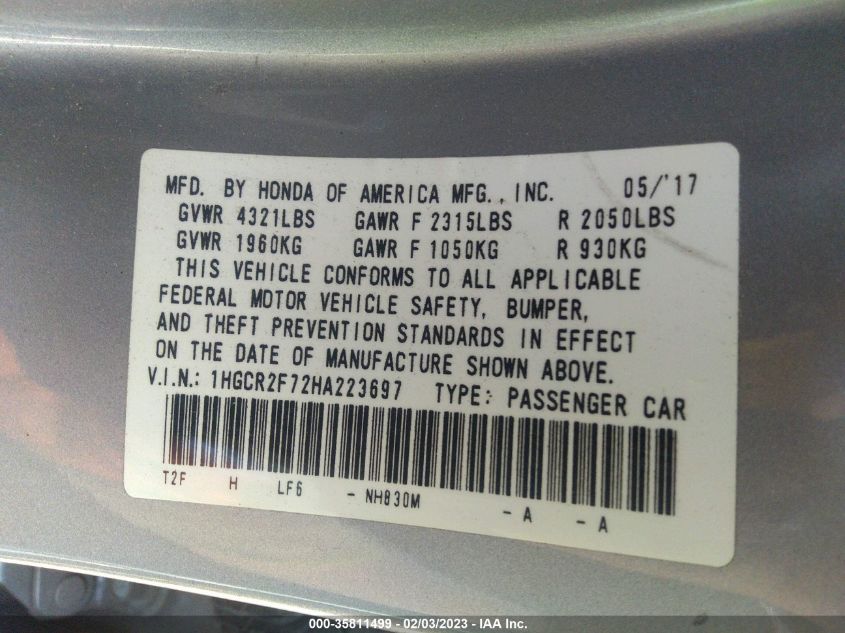 MFD. BY HONDA OF AMERICA MFG., INC. 05/'17
GVWR 4321LBS GAWR F 2315LBS R 2050LBS
GVWR 1960KG GAWR F 1050KG R 930KG
THIS VEHICLE CONFORMS TO ALL APPLICABLE
FEDERAL MOTOR VEHICLE SAFETY, BUMPER,
AND THEFT PREVENTION STANDARDS IN EFFECT
ON THE DATE OF MANUFACTURE SHOWN ABOVE.
V.I.N.: 1HGCR2F72HA223697 TYPE: PASSENGER CAR
T2F H LF6 - NH830M - A - A
000-35811499 - 02/03/2023 - IAA Inc.